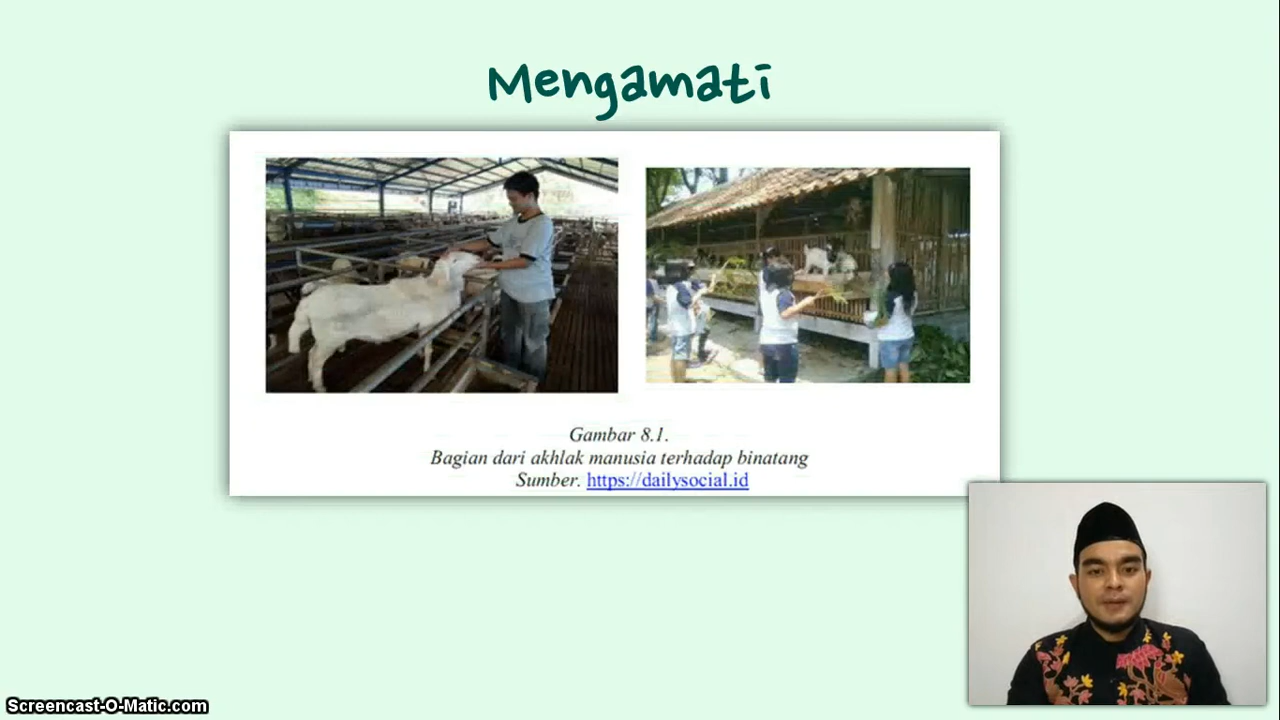 Mengamati
Gambar 8.1.
Bagian dari akhlak manusia terhadap binatang
Sumber. https://dailysocial.id
Screencast-O-Matic.com